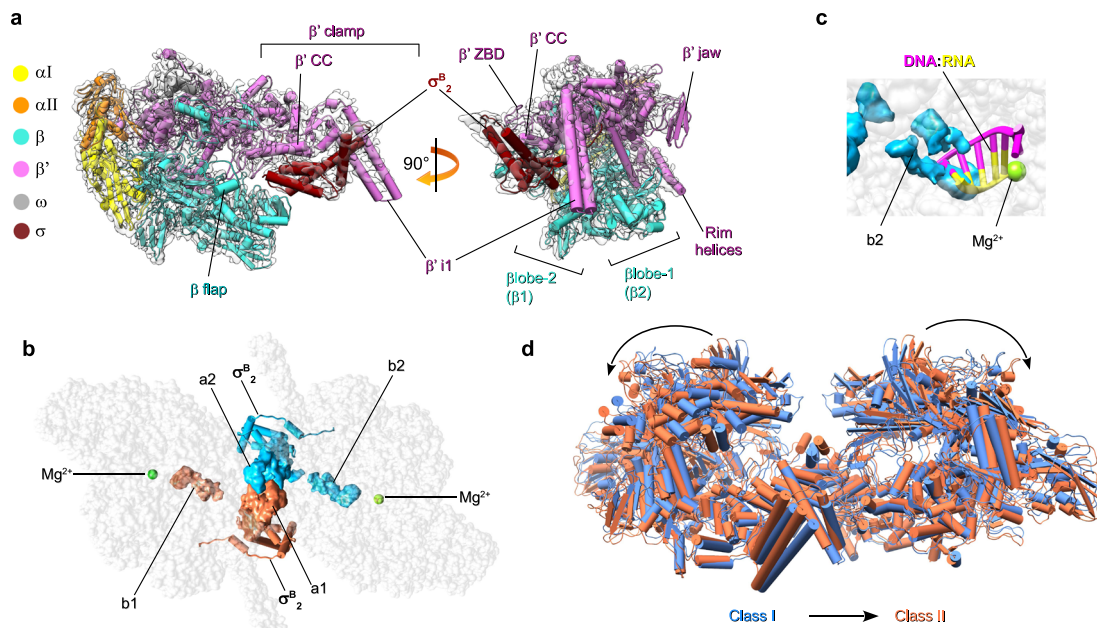 a
αI
αII
β
β’
ω
σ
β’ clamp
β’ CC
σᴮ₂
β’ ZBD
β’ CC
β’ jaw
90°
β flap
β’ i1
βlobe-2
(β1)
βlobe-1
(β2)
Rim
helices
c
DNA:RNA
b2
Mg²⁺
b
a2
σᴮ₂
b2
Mg²⁺
Mg²⁺
b1
σᴮ₂
a1
d
Class I
Class II